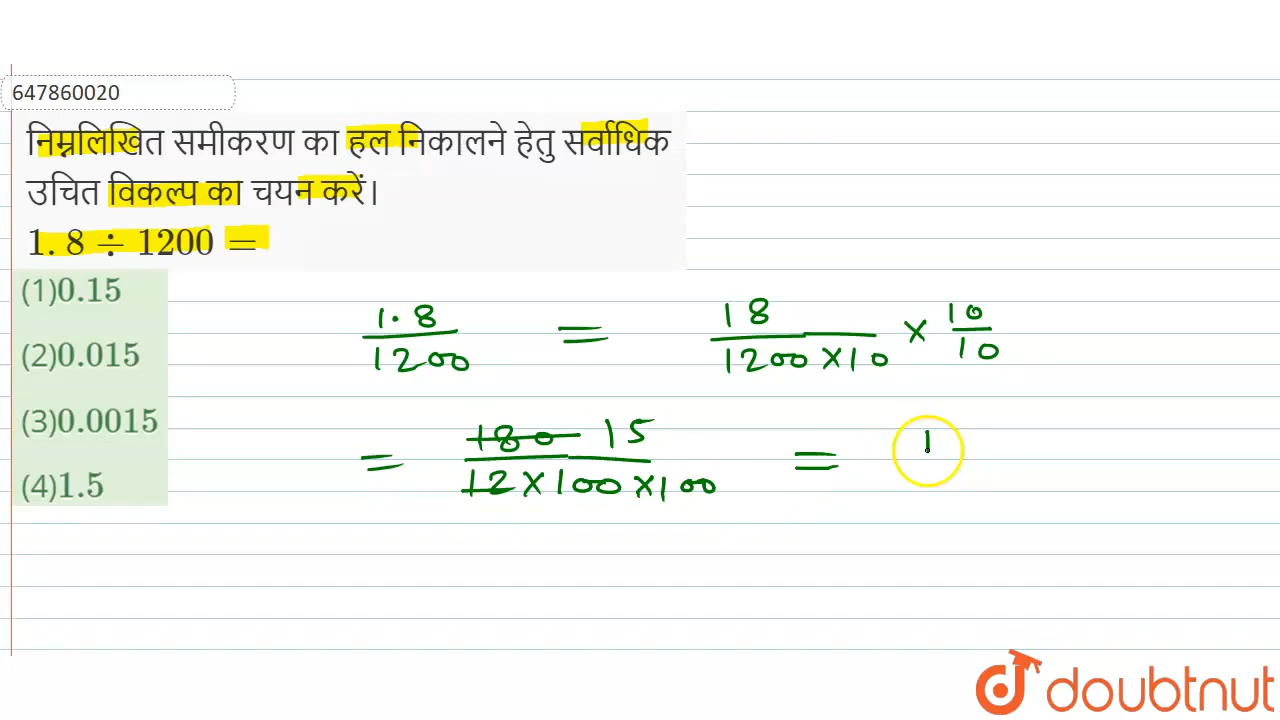 647860020
निम्नलिखित समीकरण का हल निकालने हेतु सर्वाधिक
उचित विकल्प का चयन करें।
1. 8 ÷ 1200 =
(1)0.15
(2)0.015
(3)0.0015
(4)1.5
1.8/1200 = 18/1200×10 × 10/10
= 180 15/12×100×100 = 1
doubtnut